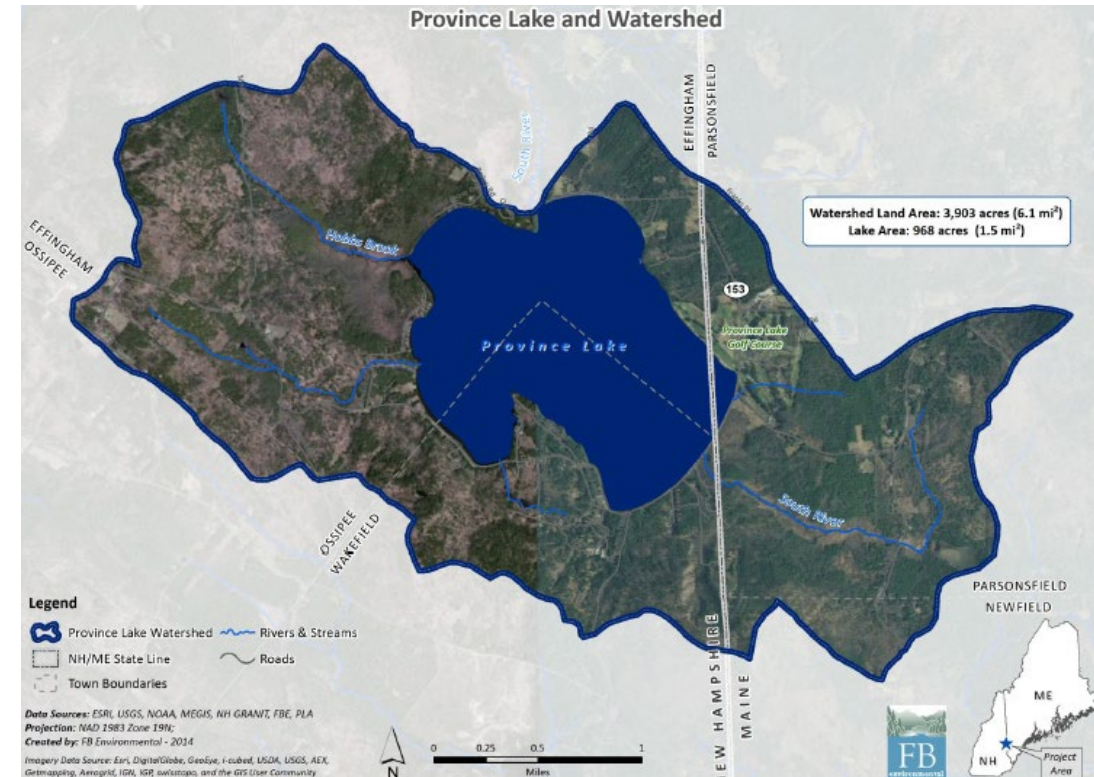 Province Lake and Watershed
South River
EFFINGHAM
PARSONSFIELD
Watershed Land Area: 3,903 acres (6.1 mi²)
Lake Area: 968 acres (1.5 mi²)
Hobbs Brook
EFFINGHAM
OSSIPEE
153
Province Lake
Golf Course
Province Lake
South River
OSSIPEE
WAKEFIELD
PARSONSFIELD
NEWFIELD
EW HAMPSHIRE
MAINE
Legend
Province Lake Watershed
Rivers & Streams
NH/ME State Line
Roads
Town Boundaries
Data Sources: ESRI, USGS, NOAA, MEGIS, NH GRANIT, FBE, PLA
Projection: NAD 1983 Zone 19N;
Created by: FB Environmental - 2014
Imagery Data Source: Esri, DigitalGlobe, GeoEye, i-cubed, USDA, USGS, AEX,
Getmapping, Aerogrid, IGN, IGP, swisstopo, and the GIS User Community
N
0 0.25 0.5 1
Miles
FB
environmental
ME
NH
Project
Area